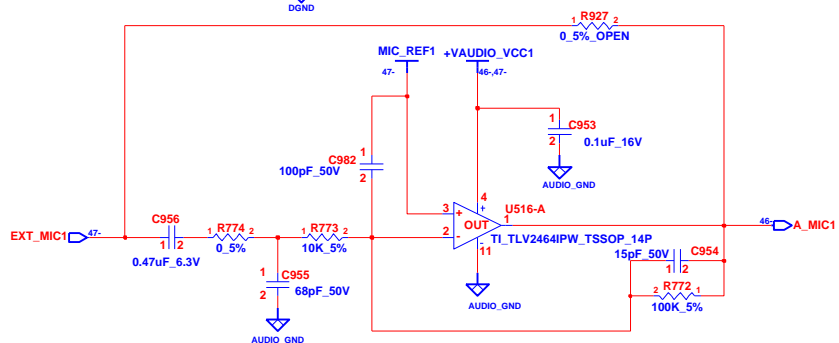 DGND
1 R927 2
0_5%_OPEN
MIC_REF1 +VAUDIO_VCC1
47- 46-,47-
1 C953
2 0.1uF_16V
AUDIO_GND
1 C982
100pF_50V
2
4 U516-A
3 + + OUT 1
2 - - 11
TI_TLV2464IPW_TSSOP_14P
AUDIO_GND
EXT_MIC1 47-
C956
1 2
0.47uF_6.3V
R774
1 2
0_5%
R773
1 2
10K_5%
1 C955
2 68pF_50V
AUDIO_GND
46- A_MIC1
15pF_50V C954
1 2
R772
2 1
100K_5%